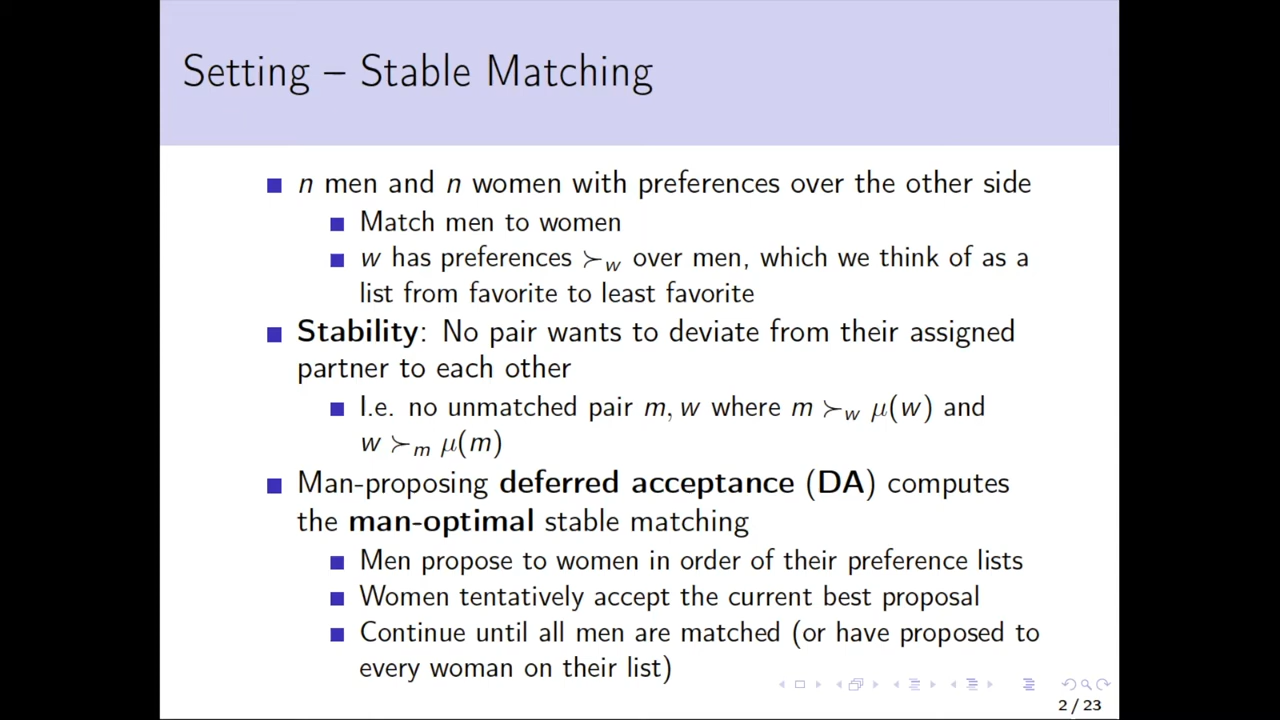 Setting – Stable Matching
n men and n women with preferences over the other side
Match men to women
w has preferences ≻w over men, which we think of as a
list from favorite to least favorite
Stability: No pair wants to deviate from their assigned
partner to each other
I.e. no unmatched pair m, w where m ≻w μ(w) and
w ≻m μ(m)
Man-proposing deferred acceptance (DA) computes
the man-optimal stable matching
Men propose to women in order of their preference lists
Women tentatively accept the current best proposal
Continue until all men are matched (or have proposed to
every woman on their list)
2 / 23